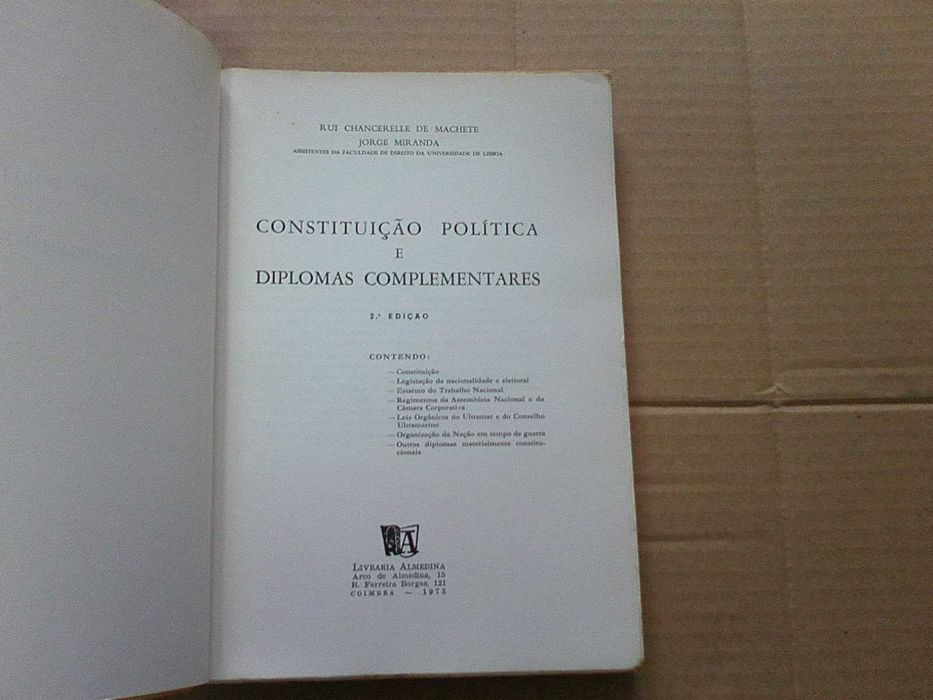 RUI CHANCERELLE DE MACHETE
JORGE MIRANDA
ASSISTENTES DA FACULDADE DE DIREITO DA UNIVERSIDADE DE LISBOA
CONSTITUIÇÃO POLÍTICA
E
DIPLOMAS COMPLEMENTARES
2.ª EDIÇÃO
CONTENDO:
— Constituição
— Legislação da nacionalidade e eleitoral
— Estatuto do Trabalho Nacional
— Regimentos da Assembleia Nacional e da
Câmara Corporativa
— Leis Orgânicas do Ultramar e do Conselho
Ultramarino
— Organização da Nação em tempo de guerra
— Outros diplomas materialmente constitu-
cionais
LIVRARIA ALMEDINA
Arco de Almedina, 15
R. Ferreira Borges, 121
COIMBRA — 1973